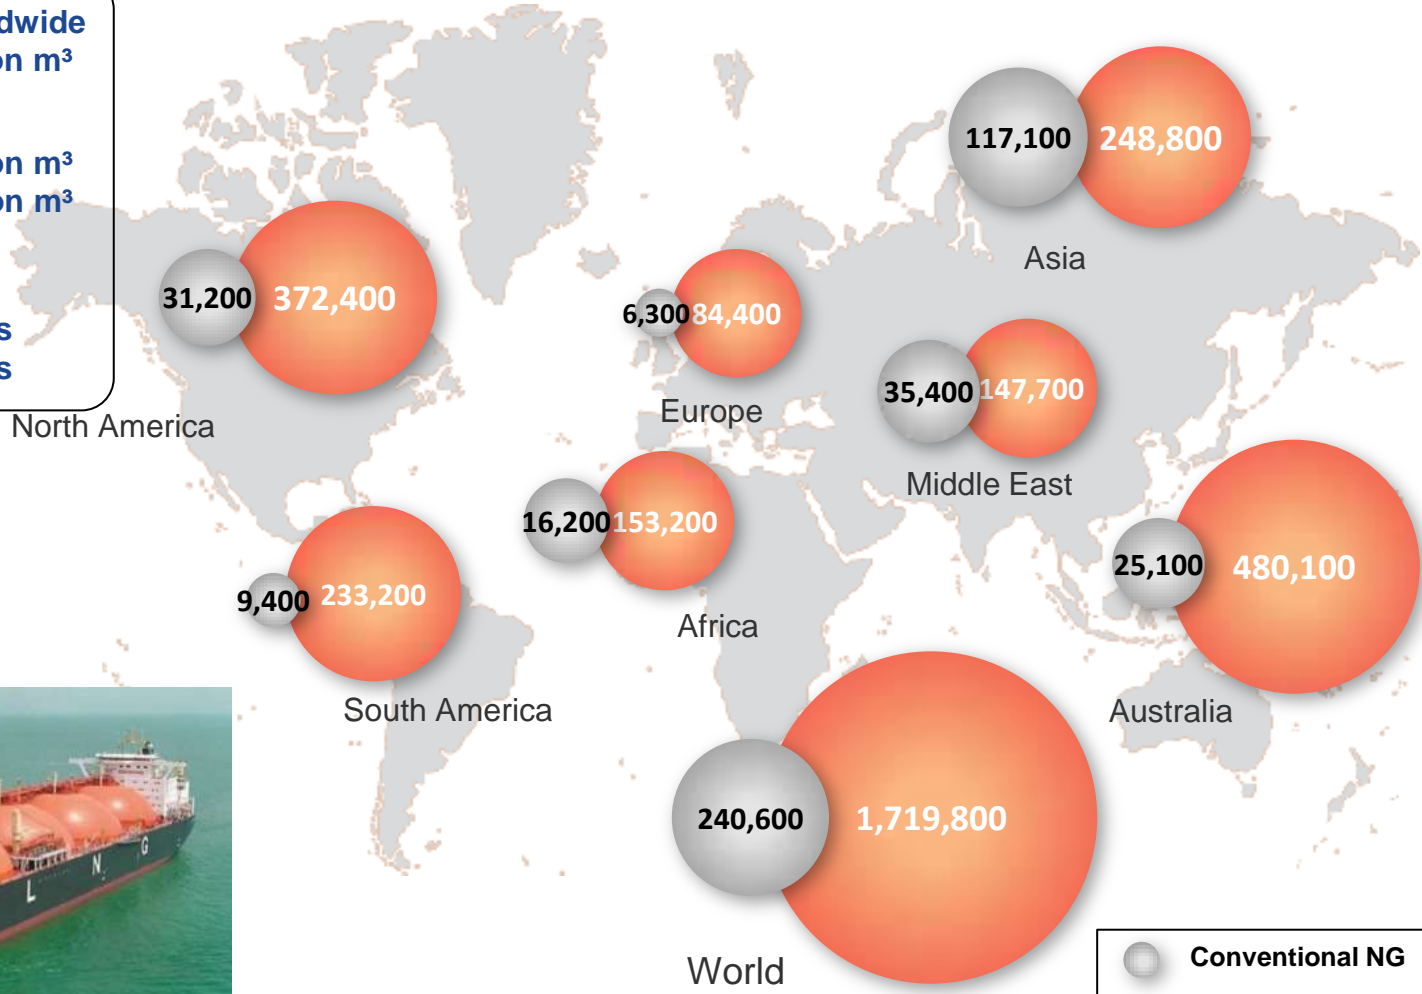 on m³
on m³
on m³
s
s
117,100 248,800
Asia
31,200 372,400
6,300 84,400
35,400 147,700
North America
Europe
Middle East
16,200 153,200
25,100 480,100
9,400 233,200
Africa
South America
Australia
240,600 1,719,800
L N G
World
Conventional NG